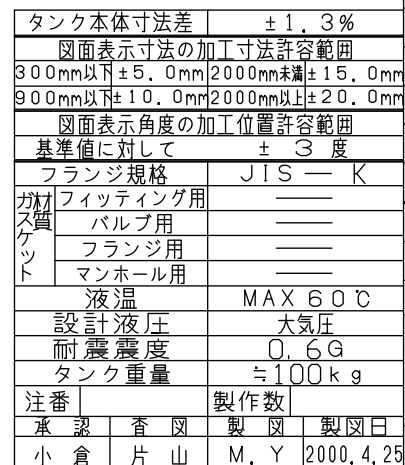 タンク本体寸法差 ±1.3%
図面表示寸法の加工寸法許容範囲
300mm以下 ±5.0mm 2000mm未満 ±15.0mm
900mm以下 ±10.0mm 2000mm以上 ±20.0mm
図面表示角度の加工位置許容範囲
基準値に対して ± 3 度
フランジ規格 JIS — K
ガスケット材質
フィッティング用 ——
バルブ用 ——
フランジ用 ——
マンホール用 ——
液温 MAX60℃
設計液圧 大気圧
耐震震度 0.6G
タンク重量 ≒100kg
注番 製作数
承認 査図 製図 製図日
小倉 片山 M.Y 2000.4.25